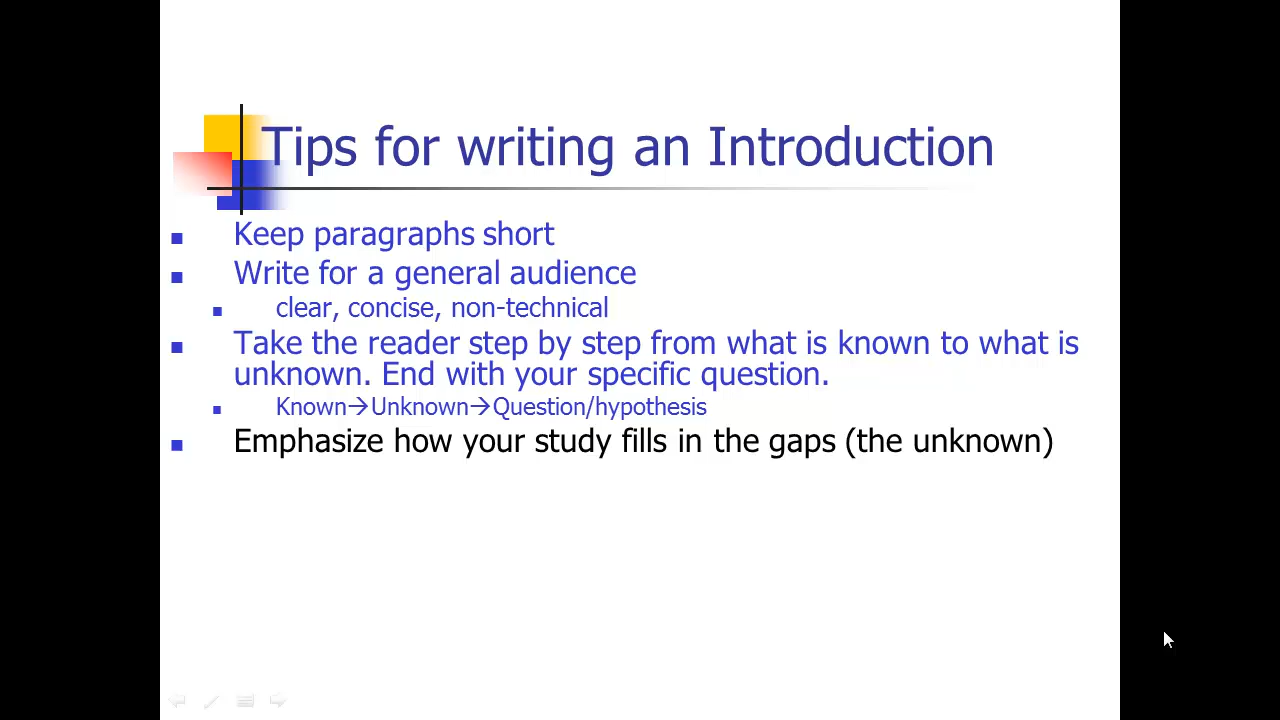 Tips for writing an Introduction
Keep paragraphs short
Write for a general audience
clear, concise, non-technical
Take the reader step by step from what is known to what is
unknown. End with your specific question.
Known→Unknown→Question/hypothesis
Emphasize how your study fills in the gaps (the unknown)